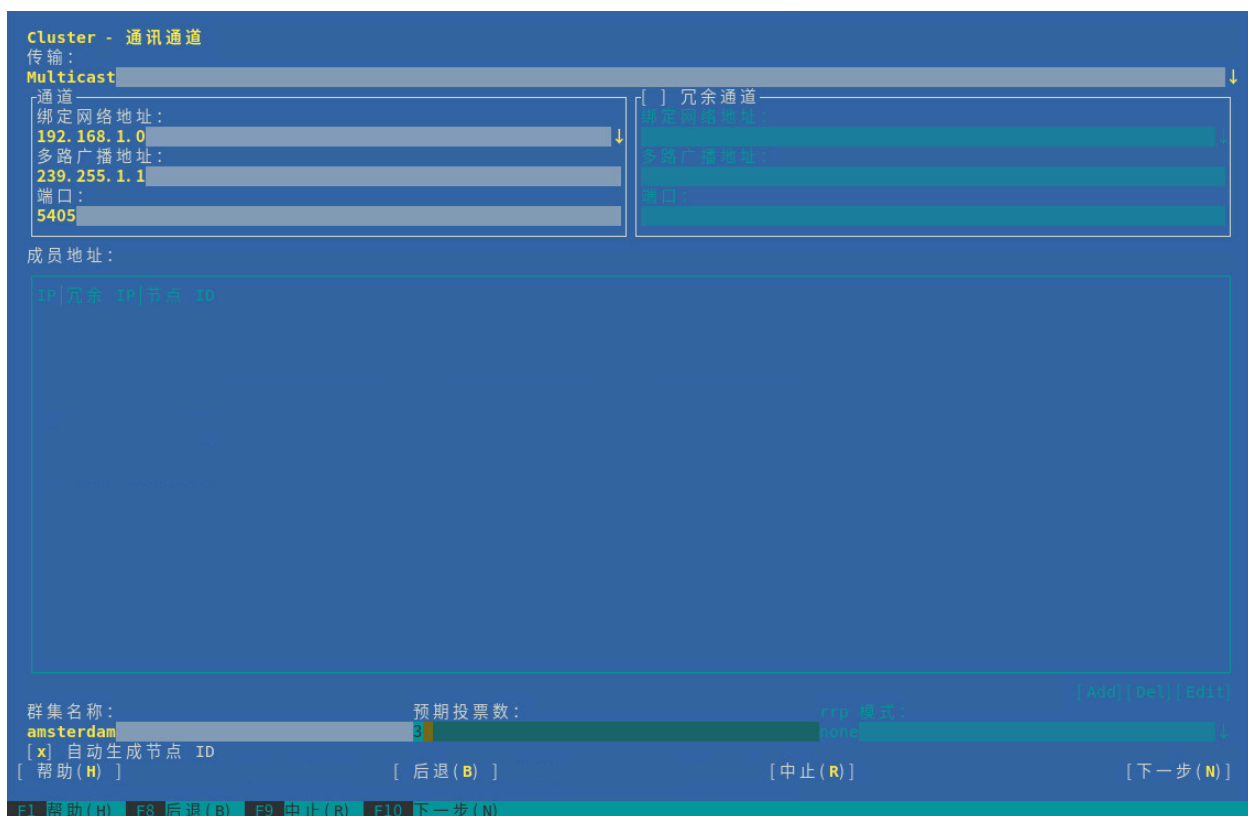 Cluster - 通讯通道
传输:
Multicast ↓
通道
绑定网络地址:
192.168.1.0 ↓
多路广播地址:
239.255.1.1
端口:
5405
[ ] 冗余通道
绑定网络地址:
↓
多路广播地址:
端口:
成员地址:
IP|冗余 IP|节点 ID
[Add][Del][Edit]
群集名称: 预期投票数: rrp 模式:
amsterdam 3 none ↓
[x] 自动生成节点 ID
[ 帮助(H) ] [ 后退(B) ] [中止(R)] [下一步(N)]
F1 帮助(H) F8 后退(B) F9 中止(R) F10 下一步(N)